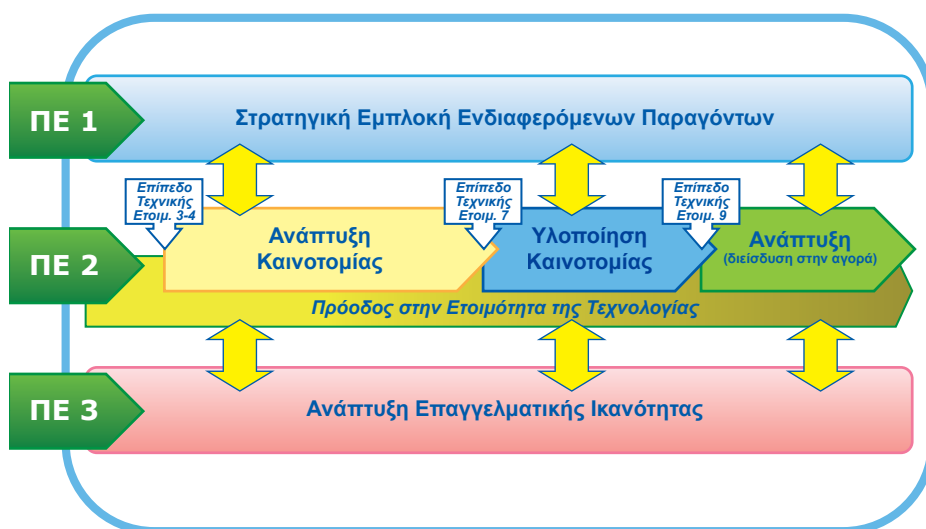 ΠΕ 1
Στρατηγική Εμπλοκή Ενδιαφερόμενων Παραγόντων
Επίπεδο
Τεχνικής
Ετοιμ. 3-4
Επίπεδο
Τεχνικής
Ετοιμ. 7
Επίπεδο
Τεχνικής
Ετοιμ. 9
ΠΕ 2
Ανάπτυξη
Καινοτομίας
Υλοποίηση
Καινοτομίας
Ανάπτυξη
(διείσδυση στην αγορά)
Πρόοδος στην Ετοιμότητα της Τεχνολογίας
ΠΕ 3
Ανάπτυξη Επαγγελματικής Ικανότητας